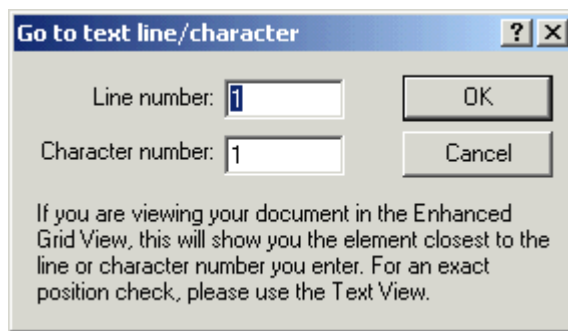 Go to text line/character
Line number: 1 OK
Character number: 1 Cancel
If you are viewing your document in the Enhanced
Grid View, this will show you the element closest to the
line or character number you enter. For an exact
position check, please use the Text View.